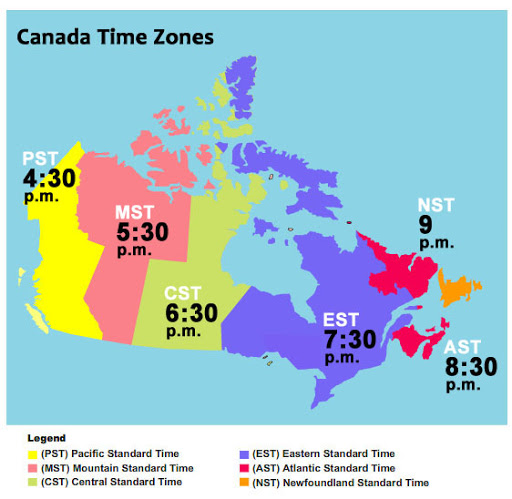 Canada Time Zones
PST
4:30
p.m.
MST
5:30
p.m.
CST
6:30
p.m.
EST
7:30
p.m.
NST
9
p.m.
AST
8:30
p.m.
Legend
(PST) Pacific Standard Time
(MST) Mountain Standard Time
(CST) Central Standard Time
(EST) Eastern Standard Time
(AST) Atlantic Standard Time
(NST) Newfoundland Standard Time